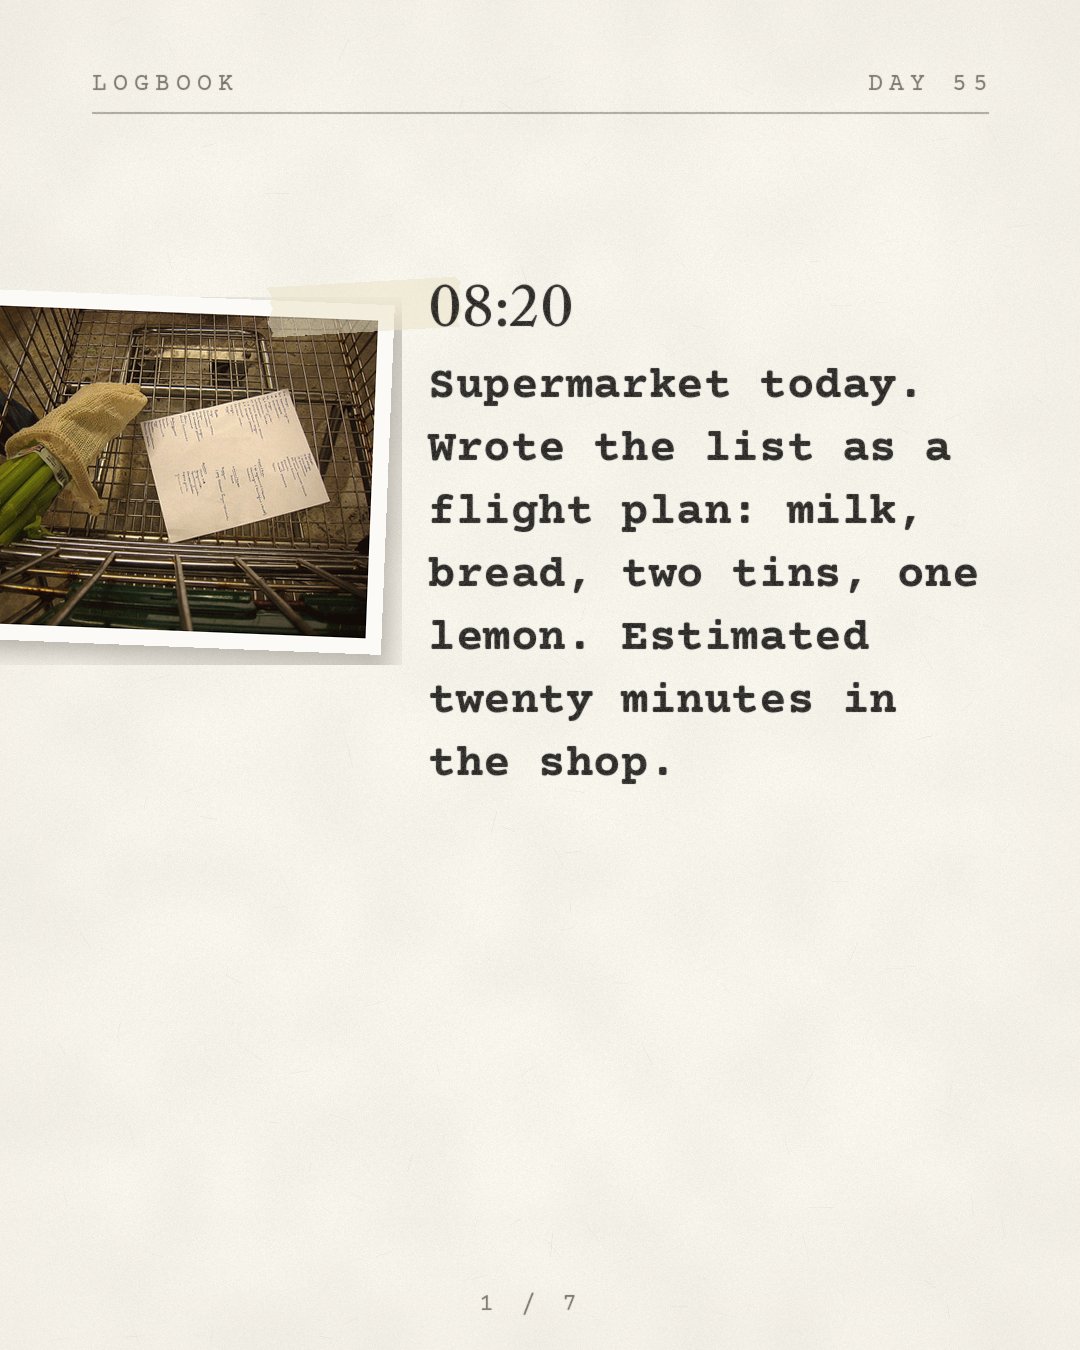 LOGBOOK
DAY 55
08:20
Supermarket today.
Wrote the list as a
flight plan: milk,
bread, two tins, one
lemon. Estimated
twenty minutes in
the shop.
1 / 7